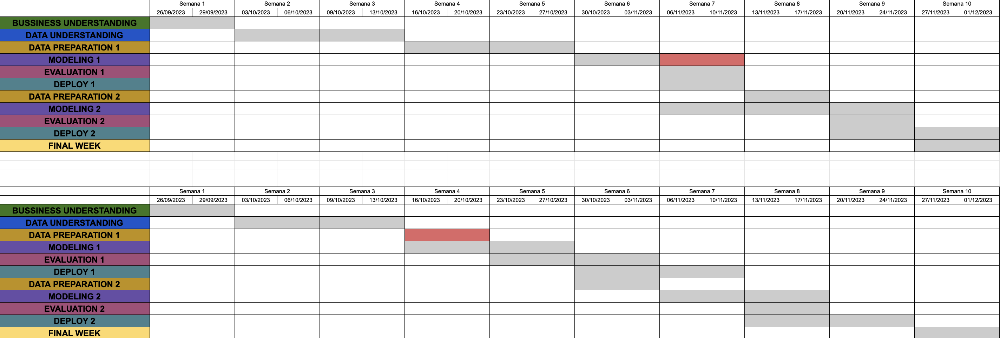 Semana 1 Semana 2 Semana 3 Semana 4 Semana 5 Semana 6 Semana 7 Semana 8 Semana 9 Semana 10
26/09/2023 29/09/2023 03/10/2023 06/10/2023 09/10/2023 13/10/2023 16/10/2023 20/10/2023 23/10/2023 27/10/2023 30/10/2023 03/11/2023 06/11/2023 10/11/2023 13/11/2023 17/11/2023 20/11/2023 24/11/2023 27/11/2023 01/12/2023
BUSSINESS UNDERSTANDING
DATA UNDERSTANDING
DATA PREPARATION 1
MODELING 1
EVALUATION 1
DEPLOY 1
DATA PREPARATION 2
MODELING 2
EVALUATION 2
DEPLOY 2
FINAL WEEK
Semana 1 Semana 2 Semana 3 Semana 4 Semana 5 Semana 6 Semana 7 Semana 8 Semana 9 Semana 10
26/09/2023 29/09/2023 03/10/2023 06/10/2023 09/10/2023 13/10/2023 16/10/2023 20/10/2023 23/10/2023 27/10/2023 30/10/2023 03/11/2023 06/11/2023 10/11/2023 13/11/2023 17/11/2023 20/11/2023 24/11/2023 27/11/2023 01/12/2023
BUSSINESS UNDERSTANDING
DATA UNDERSTANDING
DATA PREPARATION 1
MODELING 1
EVALUATION 1
DEPLOY 1
DATA PREPARATION 2
MODELING 2
EVALUATION 2
DEPLOY 2
FINAL WEEK